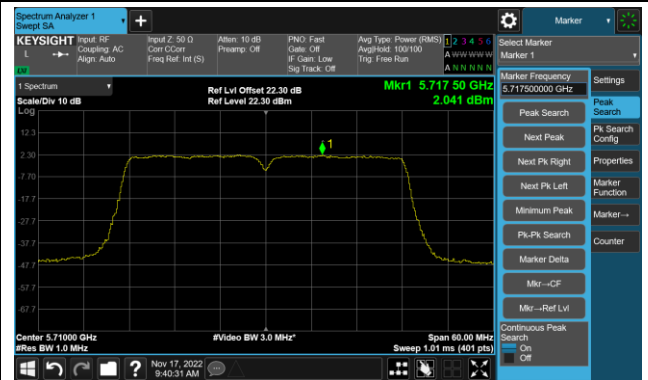 Spectrum Analyzer 1
Swept SA
+
Marker
KEYSIGHT
L
LXI
Input: RF
Coupling: AC
Align: Auto
Input Z: 50 Ω
Corr CCorr
Freq Ref: Int (S)
Atten: 10 dB
Preamp: Off
PNO: Fast
Gate: Off
IF Gain: Low
Sig Track: Off
Avg Type: Power (RMS)
Avg|Hold: 100/100
Trig: Free Run
1 2 3 4 5 6
A W W W W W
A N N N N N
Select Marker
Marker 1
1 Spectrum
Scale/Div 10 dB
Log
Ref Lvl Offset 22.30 dB
Ref Level 22.30 dBm
Mkr1 5.717 50 GHz
2.041 dBm
12.3
2.30
-7.70
-17.7
-27.7
-37.7
-47.7
-57.7
-67.7
1
Center 5.71000 GHz
#Res BW 1.0 MHz
#Video BW 3.0 MHz*
Span 60.00 MHz
Sweep 1.01 ms (401 pts)
Marker Frequency
5.717500000 GHz
Peak Search
Next Peak
Next Pk Right
Next Pk Left
Minimum Peak
Pk-Pk Search
Marker Delta
Mkr→CF
Mkr→Ref Lvl
Continuous Peak
Search
On
Off
Settings
Peak
Search
Pk Search
Config
Properties
Marker
Function
Marker→
Counter
?
Nov 17, 2022
9:40:31 AM